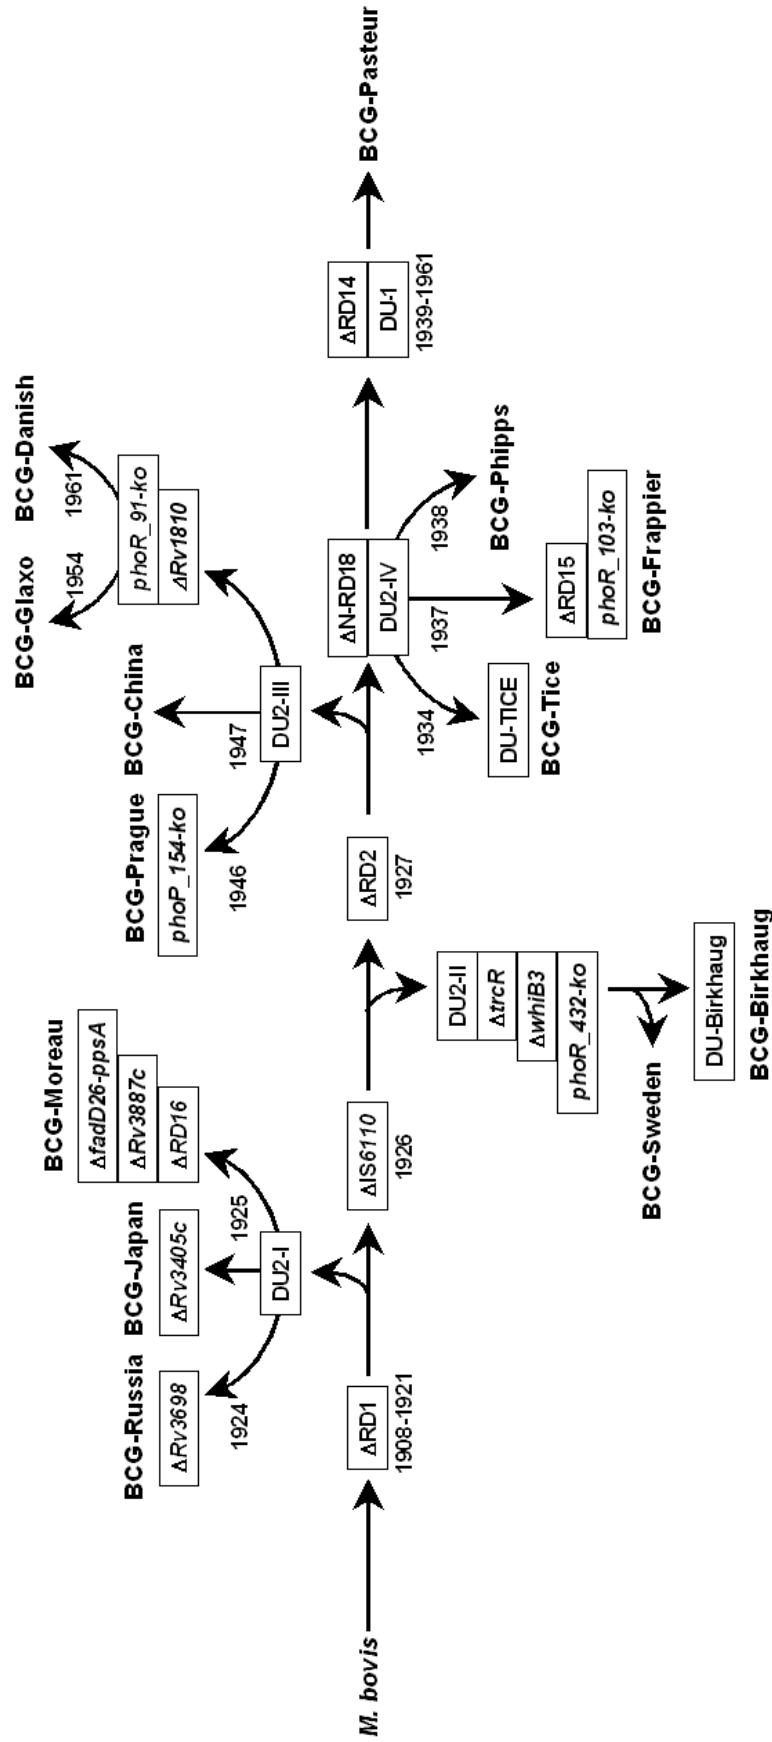 M. bovis
ΔRD1
1908-1921
DU2-I
1924
1925
ΔRv3698
BCG-Russia
ΔRv3405c
BCG-Japan
BCG-Moreau
ΔfadD26-ppsA
ΔRv3887c
ΔRD16
ΔIS6110
1926
DU2-II
ΔtrcR
ΔwhiB3
phoR_432-ko
BCG-Sweden
DU-Birkhaug
BCG-Birkhaug
ΔRD2
1927
DU2-III
1946
1947
BCG-Prague
phoP_154-ko
BCG-China
phoR_91-ko
ΔRv1810
1954
1961
BCG-Glaxo
BCG-Danish
ΔN-RD18
DU2-IV
1934
1937
1938
DU-TICE
BCG-Tice
ΔRD15
phoR_103-ko
BCG-Frappier
BCG-Phipps
ΔRD14
DU-1
1939-1961
BCG-Pasteur